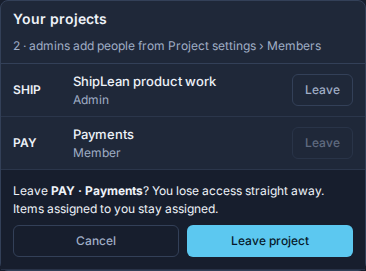 Your projects
2 · admins add people from Project settings › Members
SHIP
ShipLean product work
Admin
Leave
PAY
Payments
Member
Leave
Leave PAY · Payments? You lose access straight away.
Items assigned to you stay assigned.
Cancel
Leave project